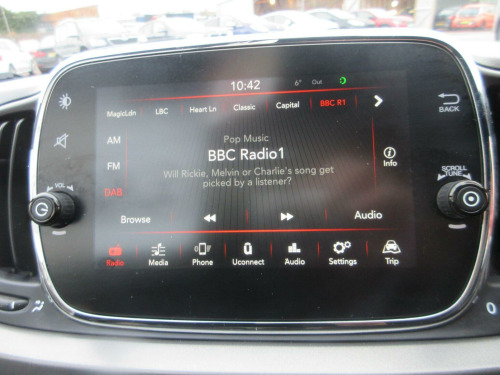 10:42 6° Out
MagicLdn LBC Heart Ln Classic Capital BBC R1
BACK
AM
Pop Music
BBC Radio1
FM
Info
Will Rickie, Melvin or Charlie's song get
picked by a listener?
DAB
SCROLL
TUNE
VOL
Browse Audio
Radio Media Phone Uconnect Audio Settings Trip
0